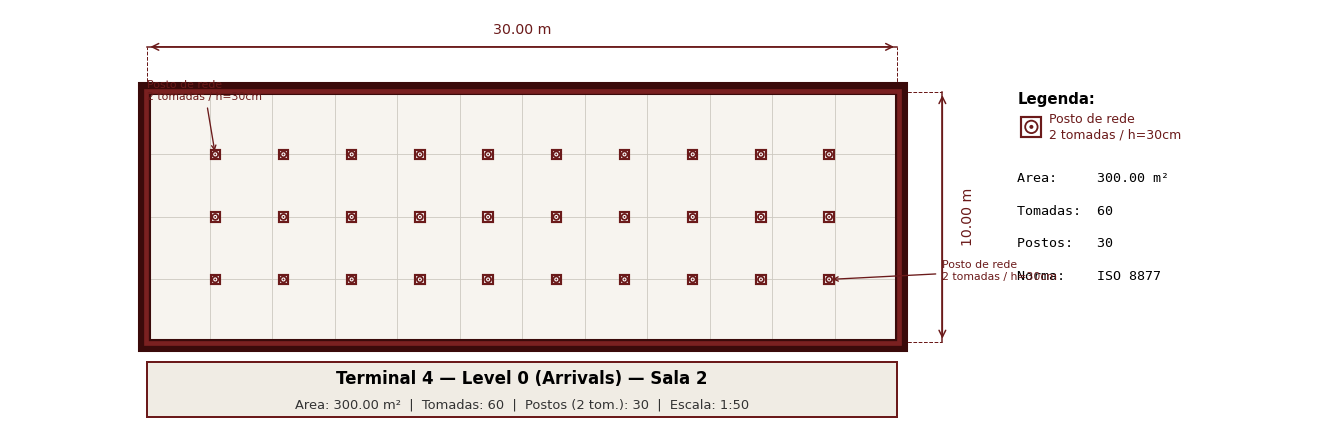 30.00 m
Posto de rede
2 tomadas / h=30cm
Legenda:
Posto de rede
2 tomadas / h=30cm
Area: 300.00 m²
Tomadas: 60
Postos: 30
Norma: ISO 8877
10.00 m
Posto de rede
2 tomadas / h=30cm
Terminal 4 — Level 0 (Arrivals) — Sala 2
Area: 300.00 m² | Tomadas: 60 | Postos (2 tom.): 30 | Escala: 1:50